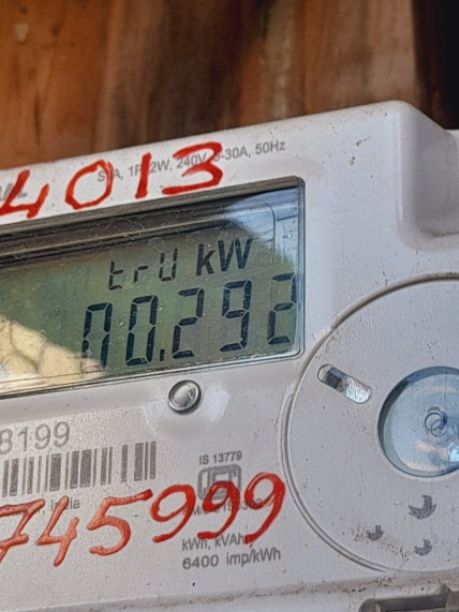 4013
1P, 2W, 240V, 5-30A, 50Hz
trU kW
00.292
8199
IS 13779
745999
kWh, kVAh
6400 imp/kWh